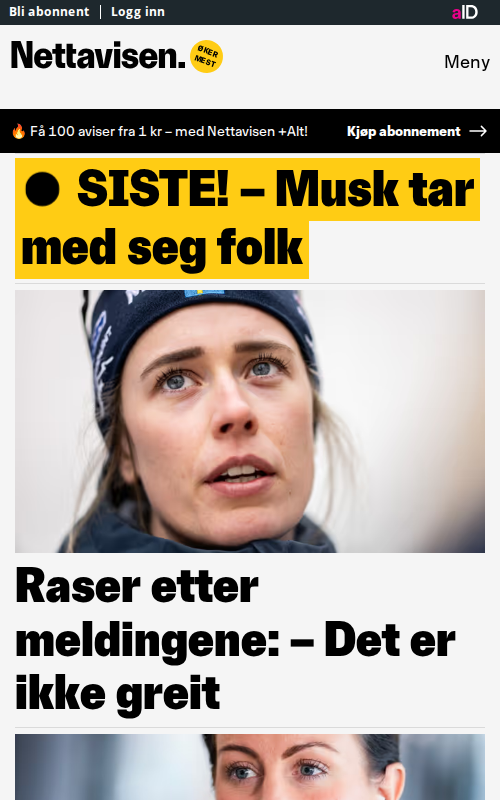 Bli abonnent | Logg inn
aID
Nettavisen.
ØKER
MEST
Meny
🔥 Få 100 aviser fra 1 kr – med Nettavisen +Alt!
Kjøp abonnement →
SISTE! – Musk tar
med seg folk
Raser etter
meldingene: – Det er
ikke greit